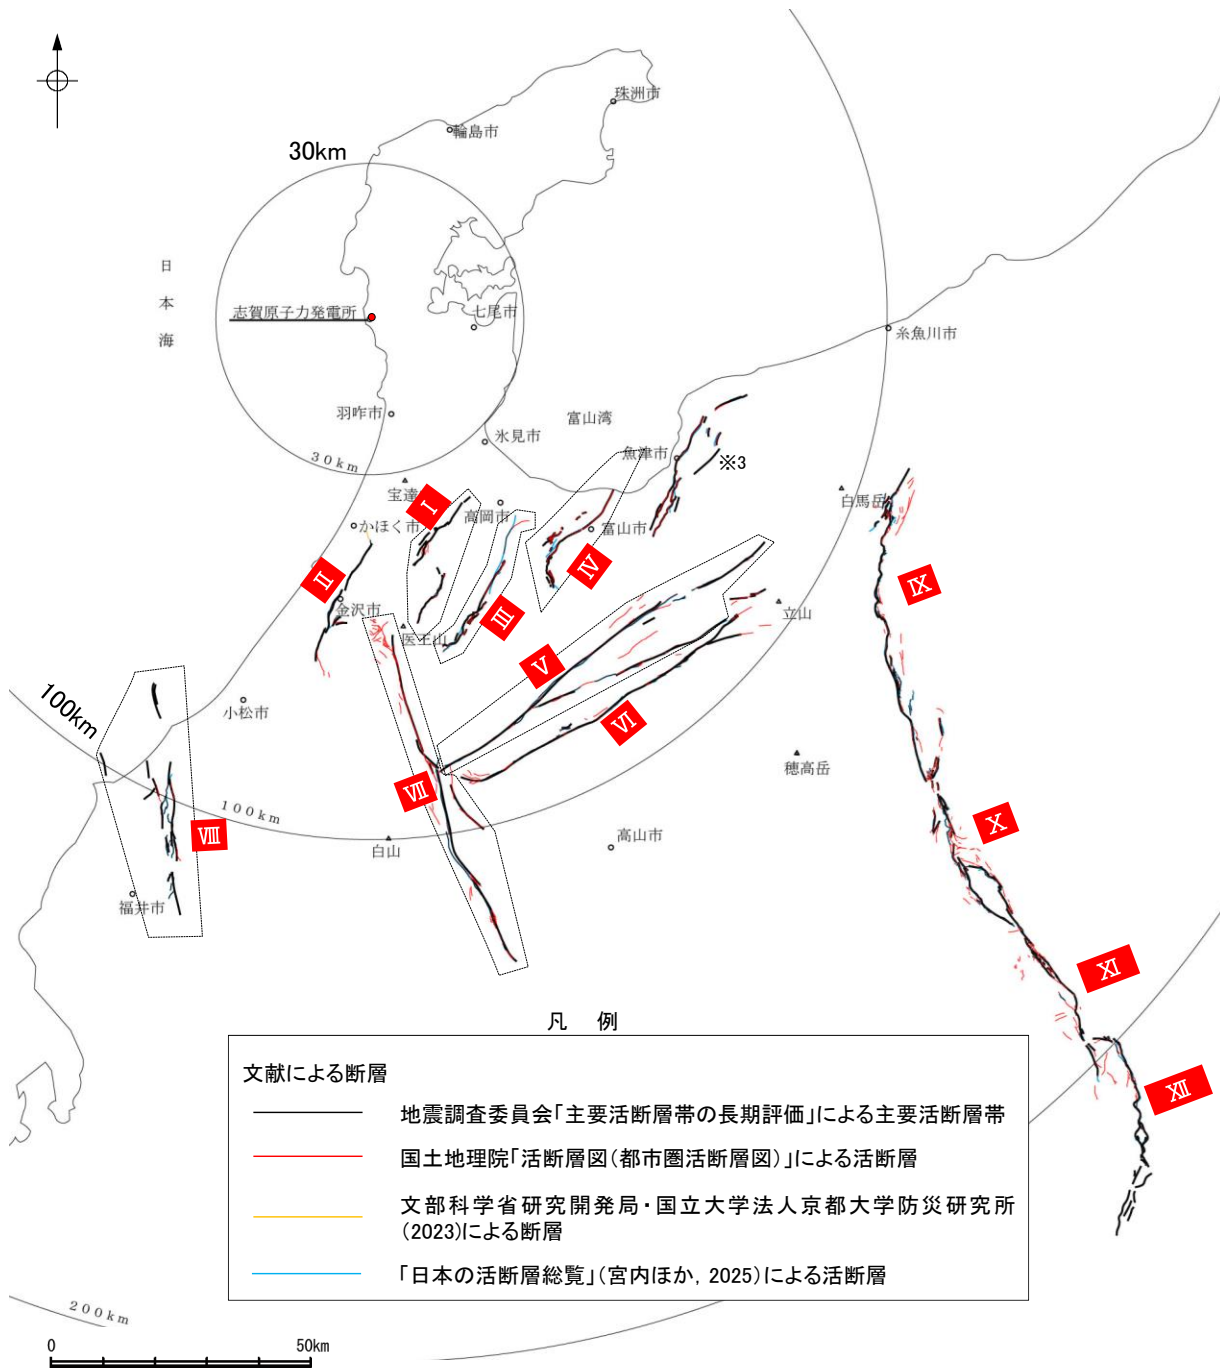 珠洲市
輪島市
30km
日本海
志賀原子力発電所
七尾市
糸魚川市
羽咋市
富山湾
氷見市
30km
魚津市
※3
宝達
Ⅰ
高岡市
白馬岳
かほく市
富山市
Ⅱ
Ⅳ
Ⅸ
金沢市
Ⅲ
立山
医王山
Ⅴ
100km
小松市
Ⅵ
穂高岳
Ⅶ
100km
Ⅷ
白山
高山市
Ⅹ
福井市
Ⅺ
凡 例
Ⅻ
文献による断層
地震調査委員会「主要活断層帯の長期評価」による主要活断層帯
国土地理院「活断層図(都市圏活断層図)」による活断層
文部科学省研究開発局・国立大学法人京都大学防災研究所
(2023)による断層
「日本の活断層総覧」(宮内ほか, 2025)による活断層
200km
0 50km